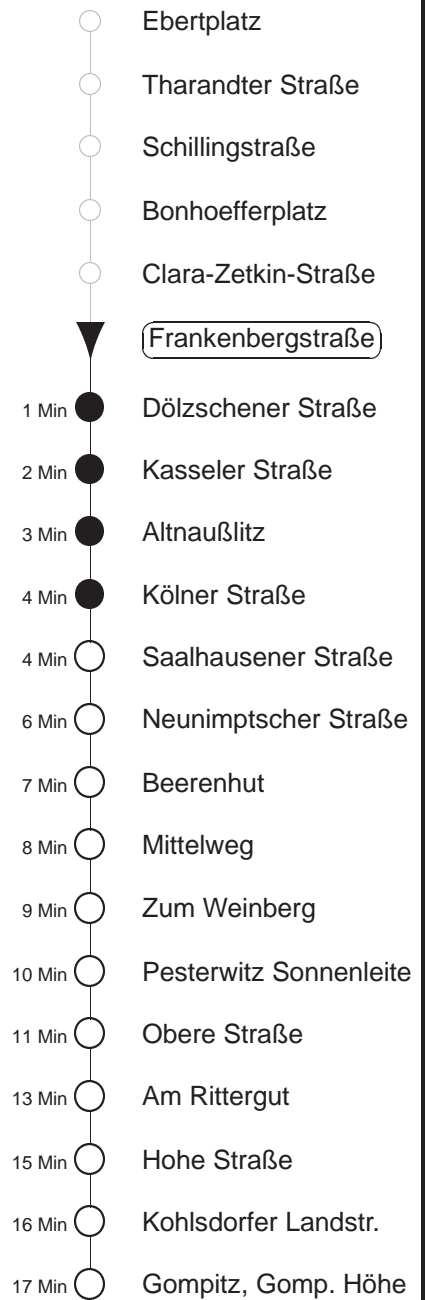 Ebertplatz
Tharandter Straße
Schillingstraße
Bonhoefferplatz
Clara-Zetkin-Straße
Frankenbergstraße
1 Min Dölzschener Straße
2 Min Kasseler Straße
3 Min Altnaußlitz
4 Min Kölner Straße
4 Min Saalhausener Straße
6 Min Neunimptscher Straße
7 Min Beerenhut
8 Min Mittelweg
9 Min Zum Weinberg
10 Min Pesterwitz Sonnenleite
11 Min Obere Straße
13 Min Am Rittergut
15 Min Hohe Straße
16 Min Kohlsdorfer Landstr.
17 Min Gompitz, Gomp. Höhe